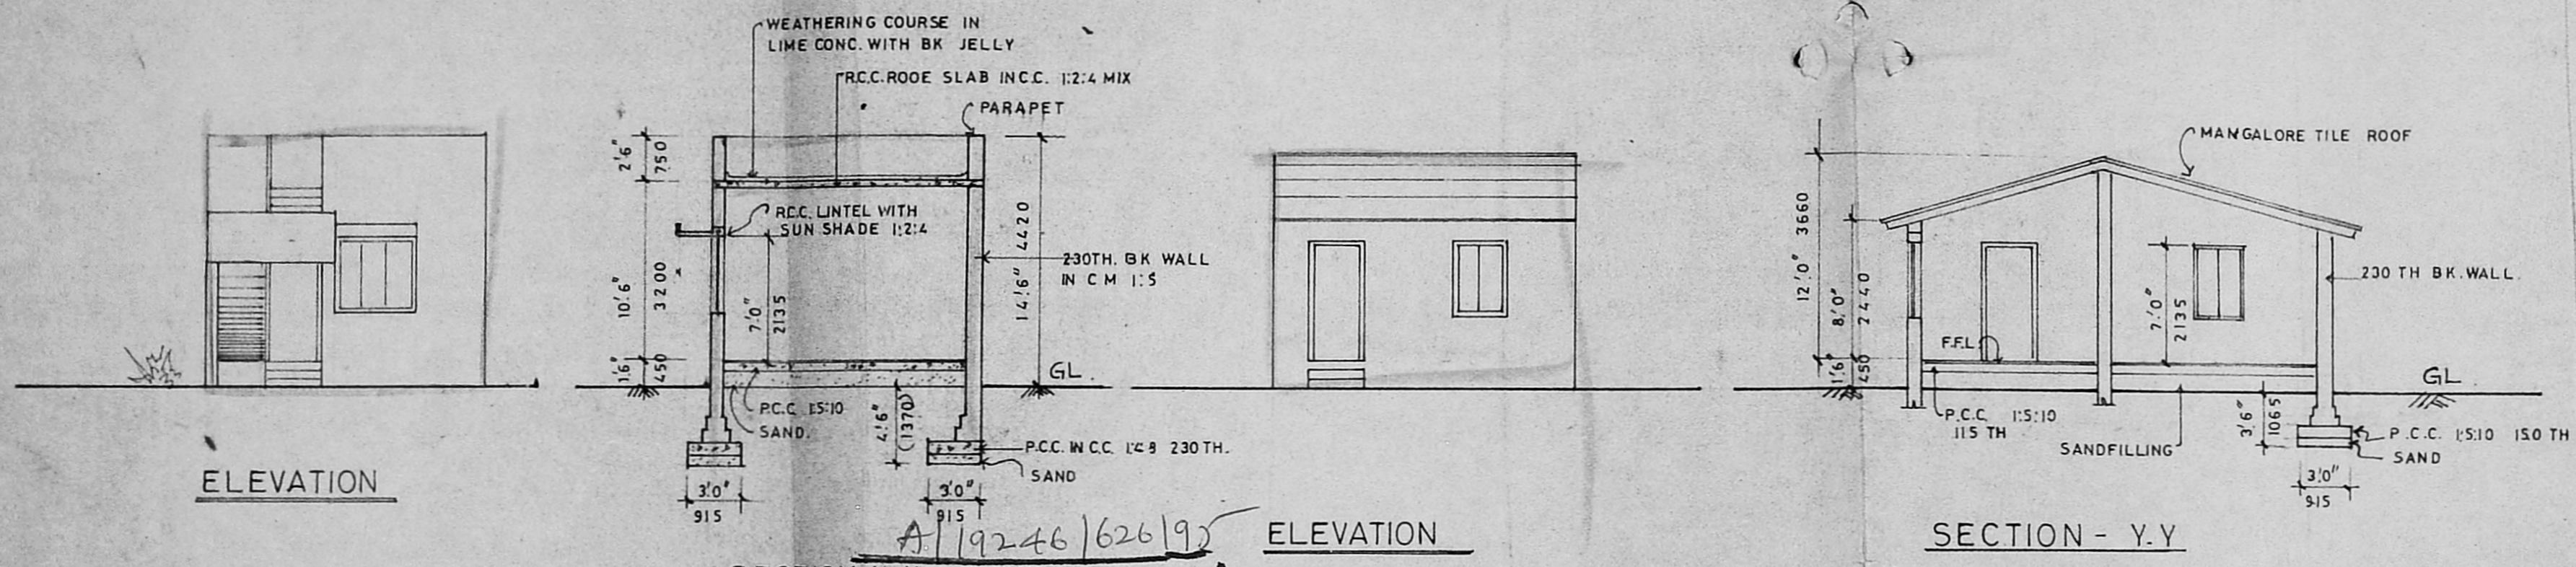 WEATHERING COURSE IN
LIME CONC. WITH BK JELLY
R.C.C. ROOE SLAB IN C.C. 1:2:4 MIX
PARAPET
2'6"
750
R.C.C. LINTEL WITH
SUN SHADE 1:2:4
10'6"
3200
7'0"
2135
14'6"
4420
230TH. BK WALL
IN C M 1:5
1'6"
450
GL
P.C.C. 1:5:10
SAND.
4'6"
(1370)
P.C.C. IN C.C. 1:4:8 230 TH.
SAND
3'0"
915
3'0"
915
ELEVATION
A/19246/626/95
ELEVATION
MANGALORE TILE ROOF
12'0"
3660
8'0"
2440
7'0"
2135
230 TH BK. WALL
F.F.L
1'6"
450
GL
P.C.C. 1:5:10
115 TH
SANDFILLING
3'6"
1065
P.C.C. 1:5:10 150 TH
SAND
3'0"
915
SECTION - Y.Y